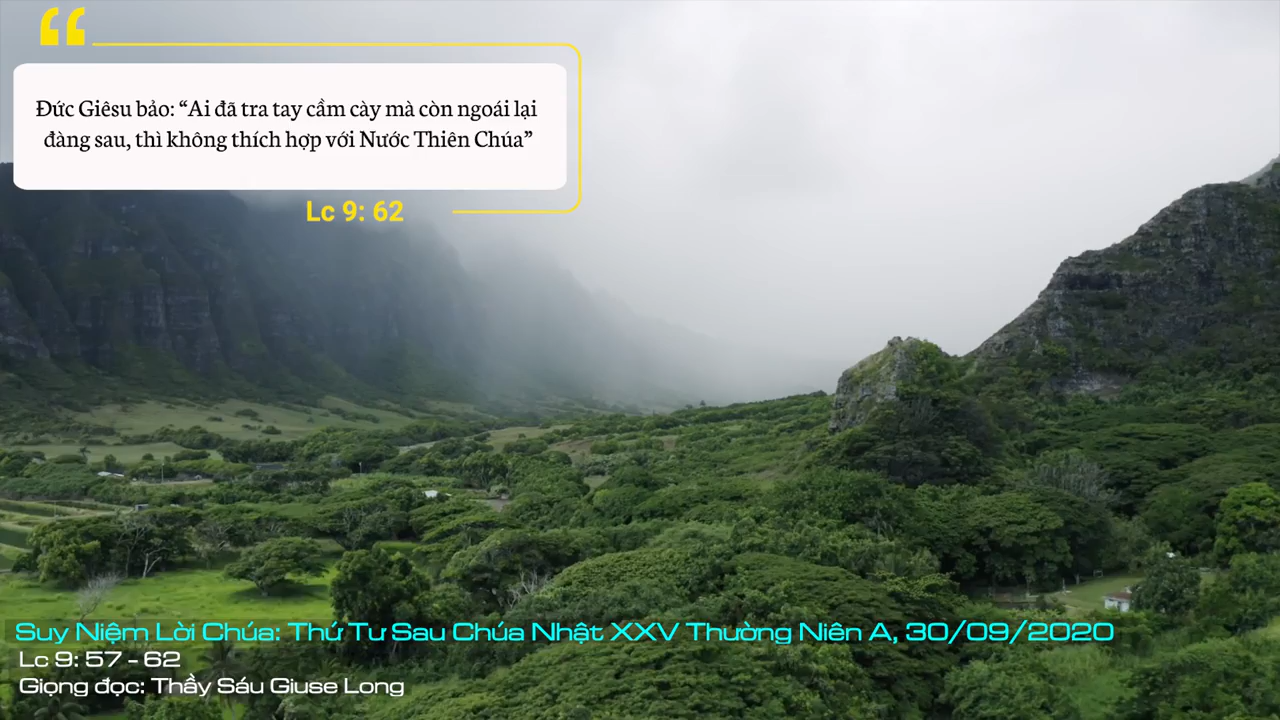 Đức Giêsu bảo: “Ai đã tra tay cầm cày mà còn ngoái lại
đàng sau, thì không thích hợp với Nước Thiên Chúa”
Lc 9: 62
Suy Niệm Lời Chúa: Thứ Tư Sau Chúa Nhật XXV Thường Niên A, 30/09/2020
Lc 9: 57 - 62
Giọng đọc: Thầy Sáu Giuse Long